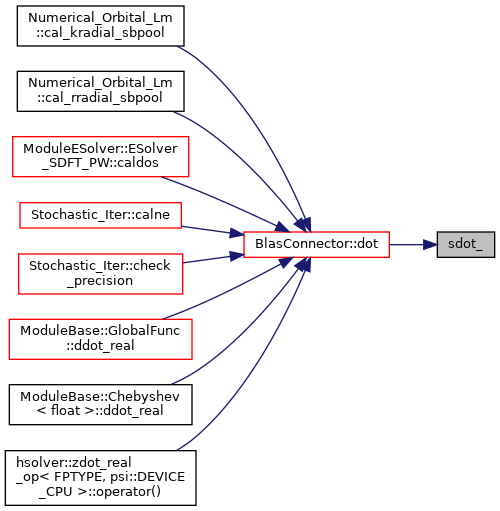 Numerical_Orbital_Lm
::cal_kradial_sbpool
Numerical_Orbital_Lm
::cal_rradial_sbpool
ModuleESolver::ESolver
_SDFT_PW::caldos
Stochastic_Iter::calne
Stochastic_Iter::check
_precision
ModuleBase::GlobalFunc
::ddot_real
ModuleBase::Chebyshev
< float >::ddot_real
hsolver::zdot_real
_op< FPTYPE, psi::DEVICE
_CPU >::operator()
BlasConnector::dot
sdot_